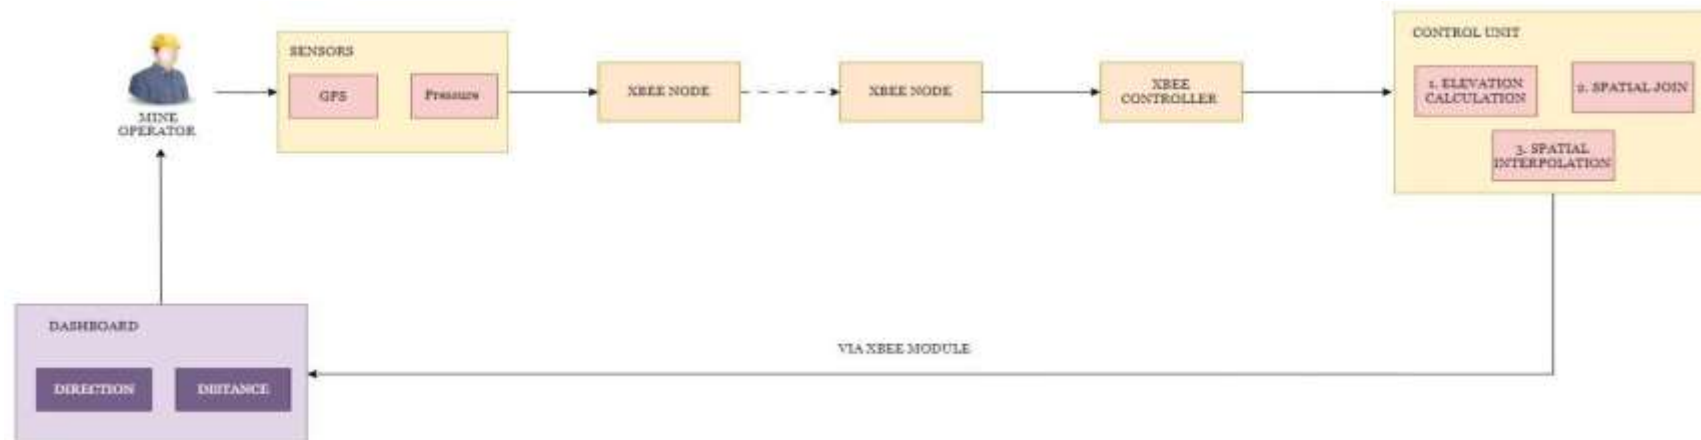 MINE
OPERATOR
SENSORS
GPS
Pressure
XBEE NODE
XBEE NODE
XBEE
CONTROLLER
CONTROL UNIT
1. ELEVATION
CALCULATION
2. SPATIAL JOIN
3. SPATIAL
INTERPOLATION
VIA XBEE MODULE
DASHBOARD
DIRECTION
DISTANCE